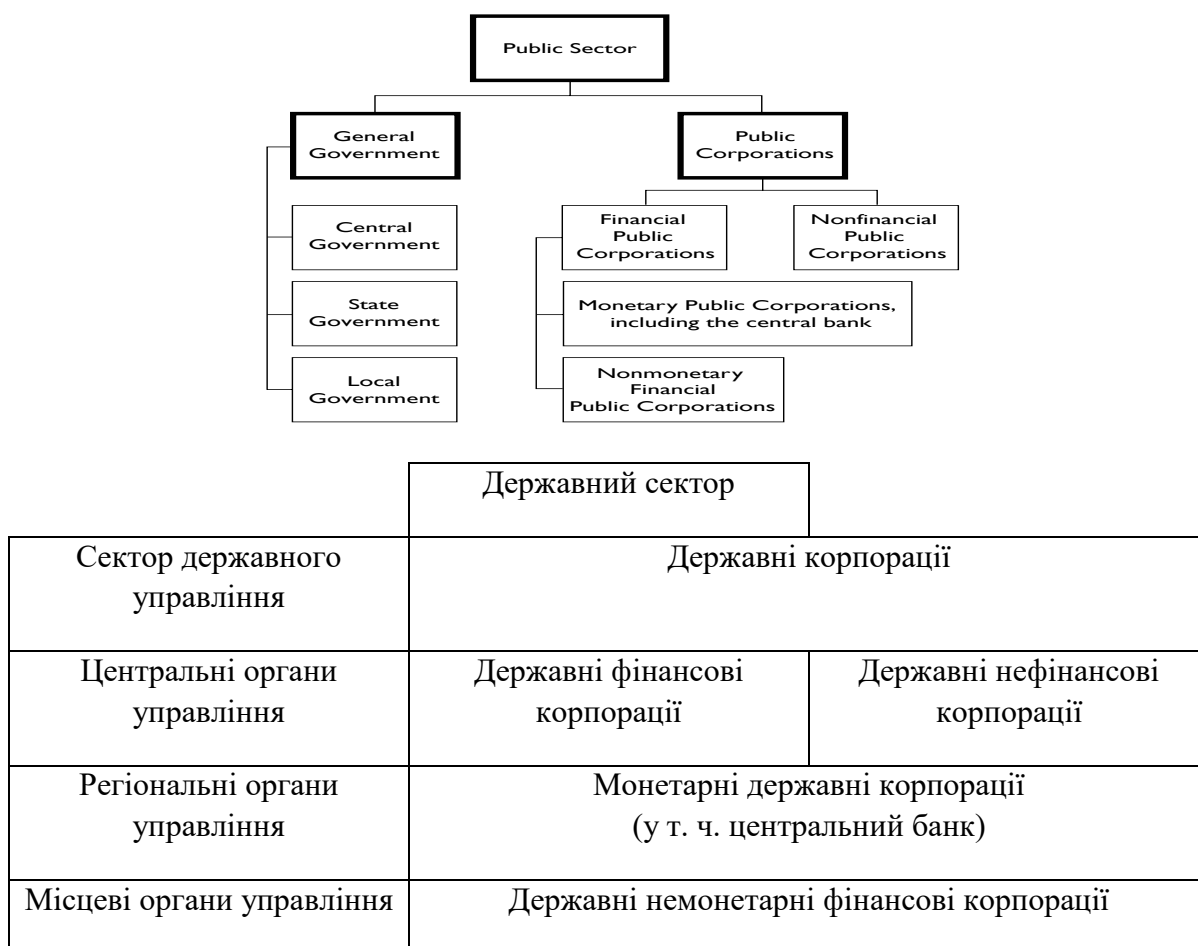 Public Sector
General
Government
Public
Corporations
Central
Government
Financial
Public
Corporations
Nonfinancial
Public
Corporations
State
Government
Monetary Public Corporations,
including the central bank
Local
Government
Nonmonetary
Financial
Public Corporations
Державний сектор
Сектор державного
управління
Державні корпорації
Центральні органи
управління
Державні фінансові
корпорації
Державні нефінансові
корпорації
Регіональні органи
управління
Монетарні державні корпорації
(у т. ч. центральний банк)
Місцеві органи управління
Державні немонетарні фінансові корпорації